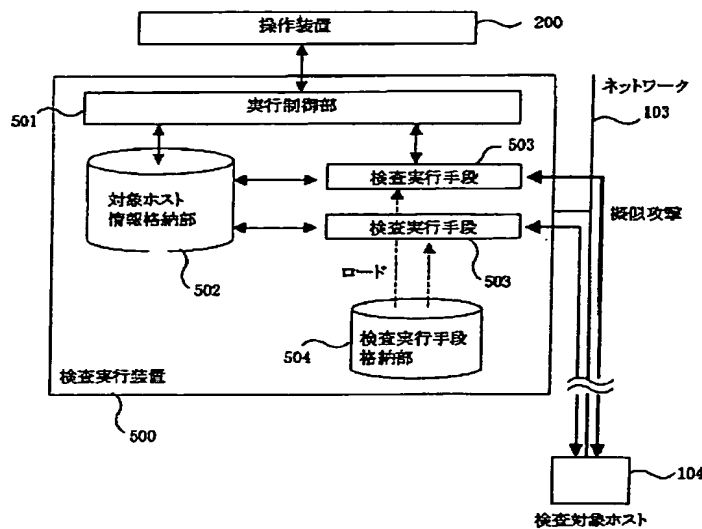 操作装置
200
ネットワーク
103
501
実行制御部
503
検査実行手段
対象ホスト
情報格納部
擬似攻撃
検査実行手段
503
502
ロード
504
検査実行手段
格納部
検査実行装置
500
104
検査対象ホスト